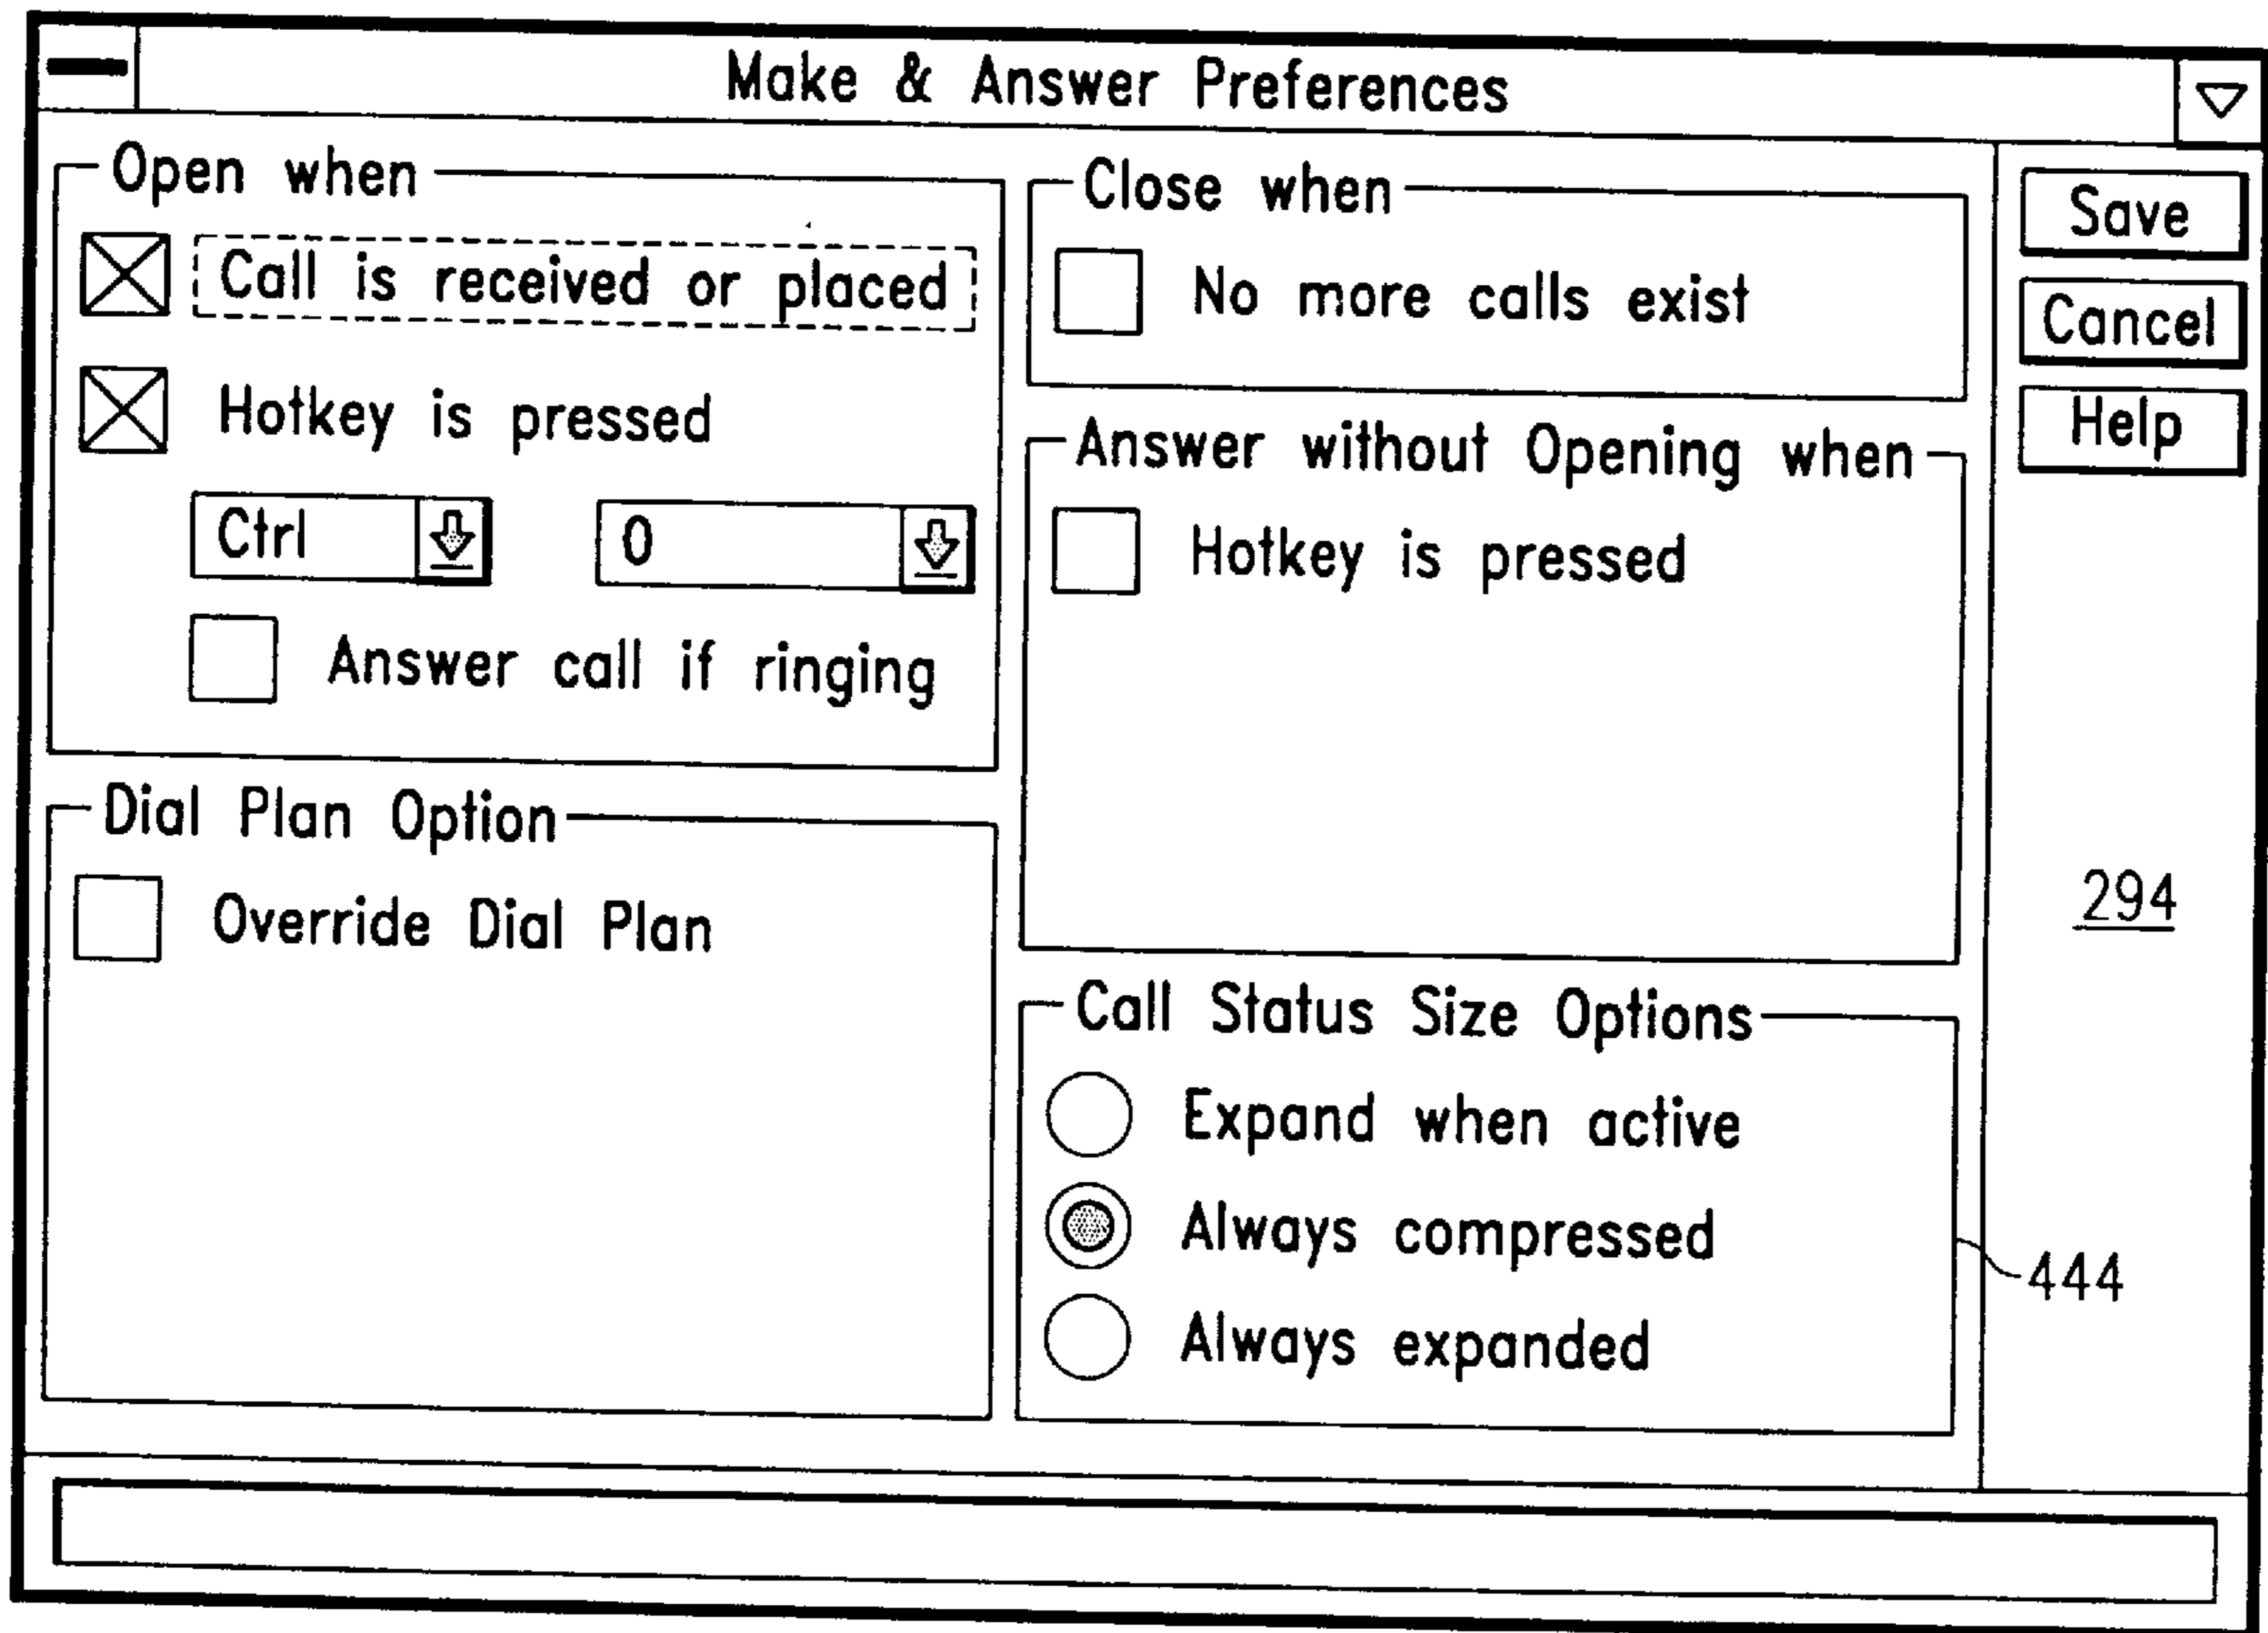 Make & Answer Preferences
Open when
Call is received or placed
Hotkey is pressed
Ctrl
0
Answer call if ringing
Dial Plan Option
Override Dial Plan
Close when
No more calls exist
Answer without Opening when
Hotkey is pressed
Call Status Size Options
Expand when active
Always compressed
Always expanded
Save
Cancel
Help
294
444